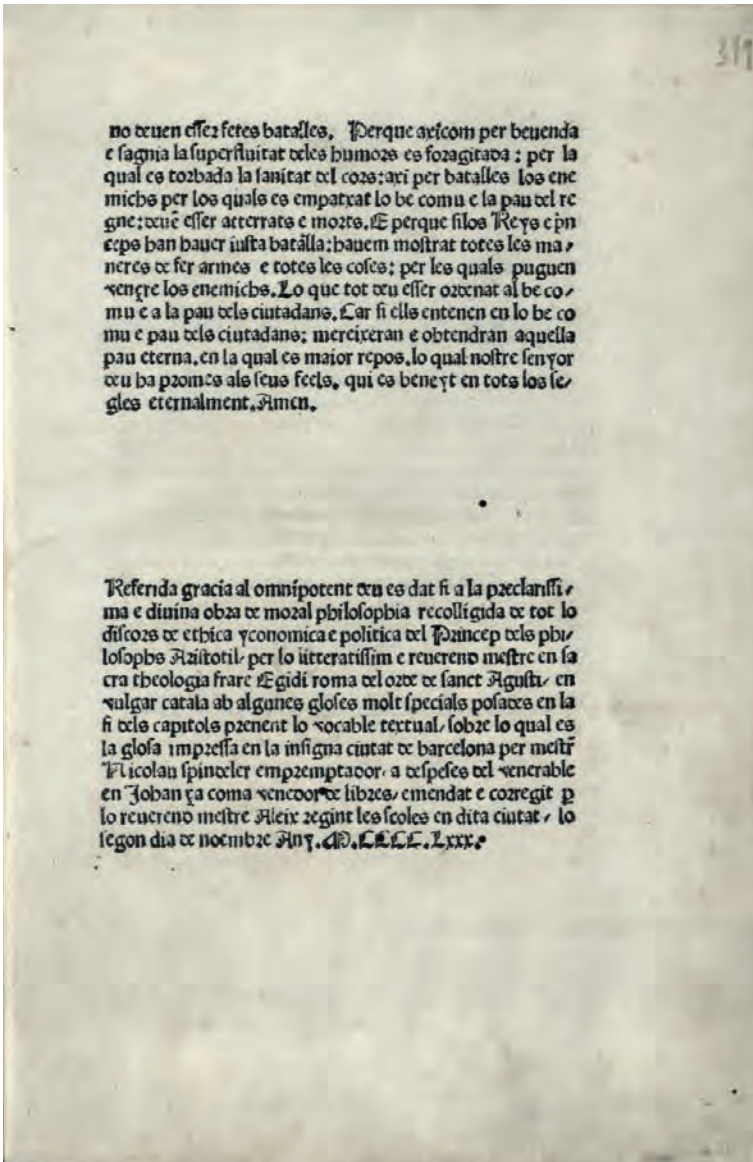 319
no deuen esser fetes batalles. Perque axicom per beuenda
e sagnia la superfluitat deles humors es foragitada: per la
qual es torbada la sanitat del cors: axi per batalles los ene
michs per los quals es empatxat lo be comu e la pau del re
gne: deuē esser atterrats e morts. E perque si los Reys e p̄n
ceps han hauer iusta batalla: hauem mostrat totes les ma/
neres de fer armes e totes les coses: per les quals puguen
vençre los enemichs. Lo que tot deu esser ordenat al be co/
mu e a la pau dels ciutadans. Car si ells entenen en lo be co
mu e pau dels ciutadans: mereixeran e obtendran aquella
pau eterna. en la qual es maior repos. lo qual nostre senyor
deu ha promes als seus feels. qui es beneyt en tots los se/
gles eternalment. Amen.
Referida gracia al omnipotent deu es dat fi a la preclarissi/
ma e diuina obra de moral philosophia recolligida de tot lo
discors de ethica yconomica e politica del Princep dels phi/
losophs Aristotil/ per lo litteratissim e reuerend mestre en sa
cra theologia frare Egidi roma del orde de sanct Agusti/ en
vulgar catala ab algunes gloses molt specials posades en la
fi dels capitols prenent lo vocable textual/ sobre lo qual es
la glosa impressa en la insigna ciutat de barcelona per mestr̄
Nicolau spindeler empremptador/ a despeses del venerable
en Johan ça coma venedor de libres/ emendat e corregit ꝑ
lo reuerend mestre Aleix regint les scoles en dita ciutat/ lo
segon dia de noembre Any. M. CCCC. Lxxx.